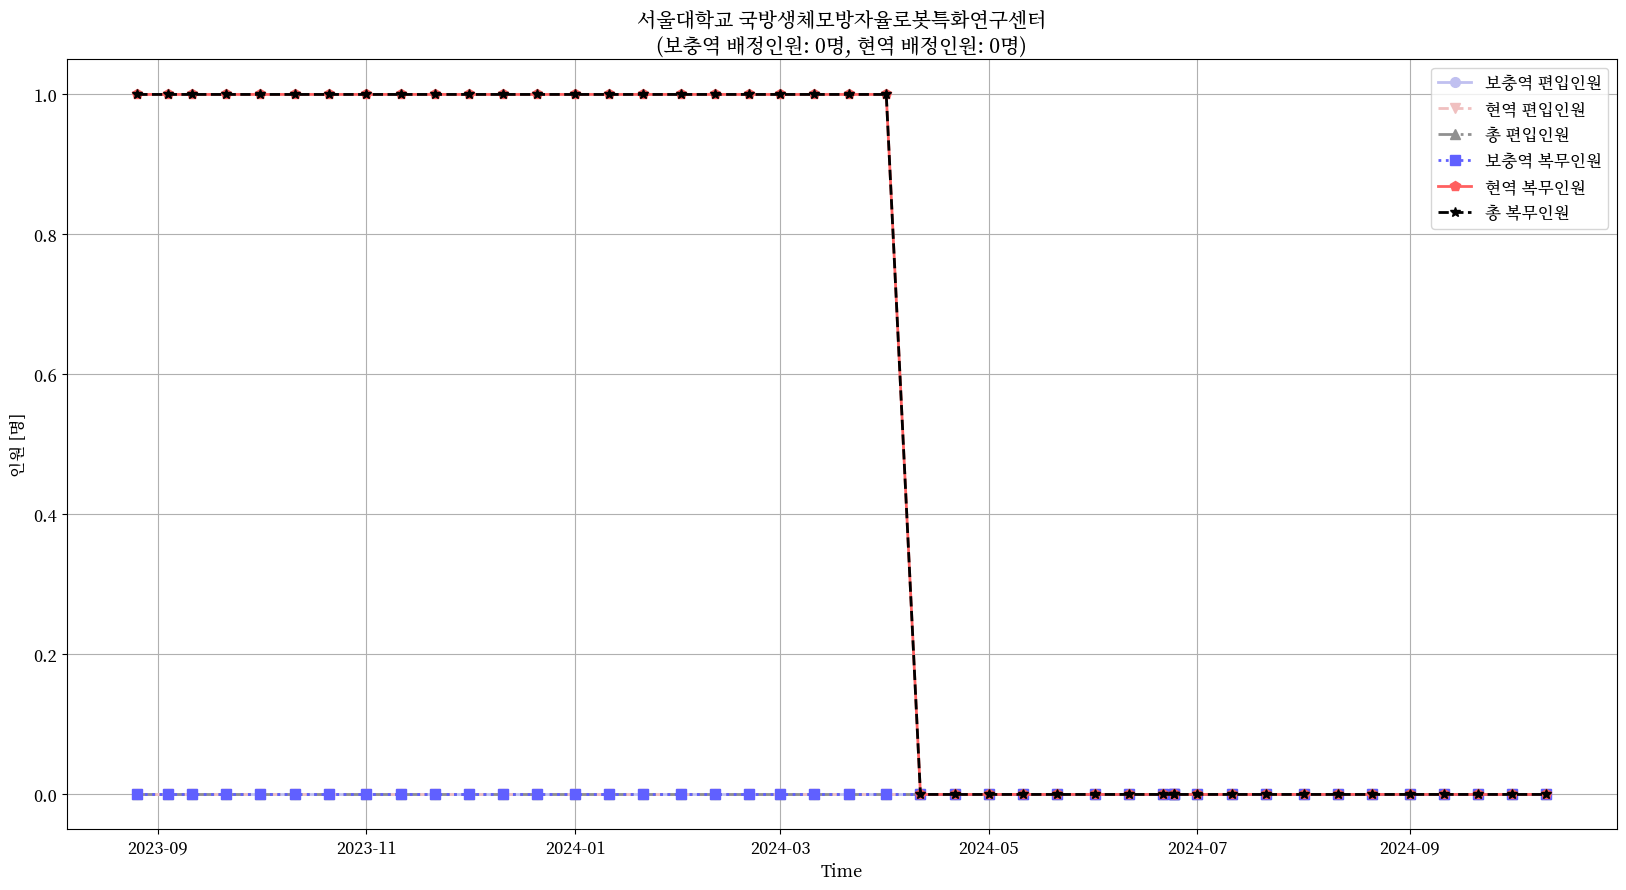 서울대학교 국방생체모방자율로봇특화연구센터
(보충역 배정인원: 0명, 현역 배정인원: 0명)
보충역 편입인원
현역 편입인원
총 편입인원
보충역 복무인원
현역 복무인원
총 복무인원
인원 [명]
1.0
0.8
0.6
0.4
0.2
0.0
2023-09
2023-11
2024-01
2024-03
2024-05
2024-07
2024-09
Time